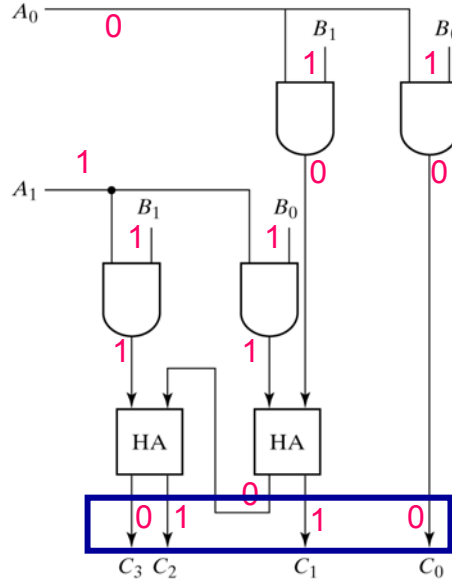 A₀ 0 B₁ B₀
1 1
0 0
1
A₁ B₁ B₀
1 1
1 1
HA HA
0
0 1 1 0
C₃ C₂ C₁ C₀